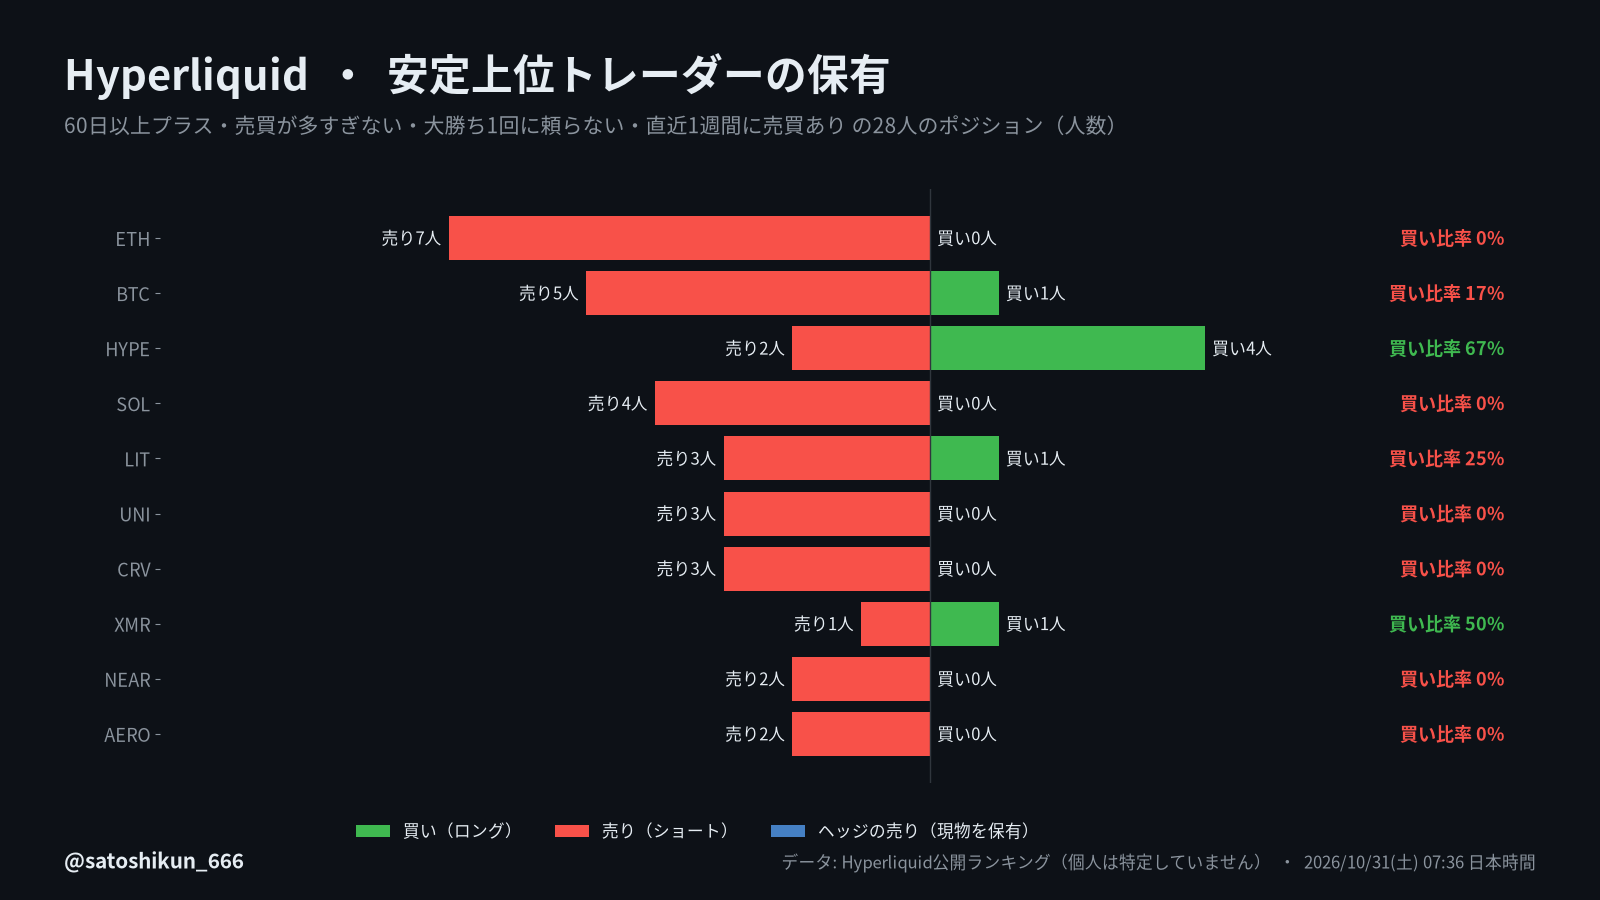 Hyperliquid ・ 安定上位トレーダーの保有
60日以上プラス・売買が多すぎない・大勝ち1回に頼らない・直近1週間に売買あり の28人のポジション（人数）
ETH 売り7人 買い0人 買い比率 0%
BTC 売り5人 買い1人 買い比率 17%
HYPE 売り2人 買い4人 買い比率 67%
SOL 売り4人 買い0人 買い比率 0%
LIT 売り3人 買い1人 買い比率 25%
UNI 売り3人 買い0人 買い比率 0%
CRV 売り3人 買い0人 買い比率 0%
XMR 売り1人 買い1人 買い比率 50%
NEAR 売り2人 買い0人 買い比率 0%
AERO 売り2人 買い0人 買い比率 0%
買い（ロング） 売り（ショート） ヘッジの売り（現物を保有）
@satoshikun_666 データ: Hyperliquid公開ランキング（個人は特定していません） ・ 2026/10/31(土) 07:36 日本時間